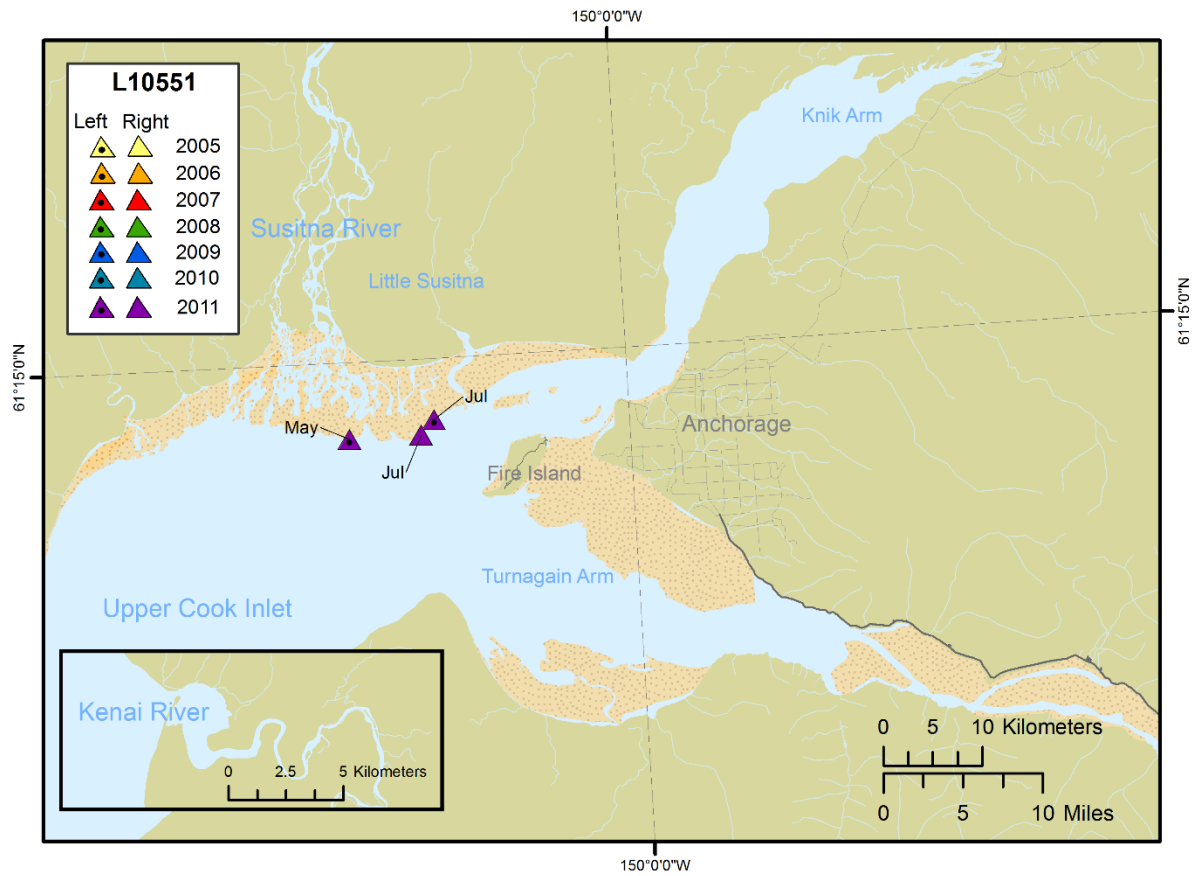 150°0'0"W
L10551
Left Right
2005
2006
2007
2008
2009
2010
2011
Knik Arm
Susitna River
Little Susitna
61°15'0"N
61°15'0"N
Jul
May
Jul
Anchorage
Fire Island
Turnagain Arm
Upper Cook Inlet
Kenai River
0 2.5 5 Kilometers
0 5 10 Kilometers
0 5 10 Miles
150°0'0"W